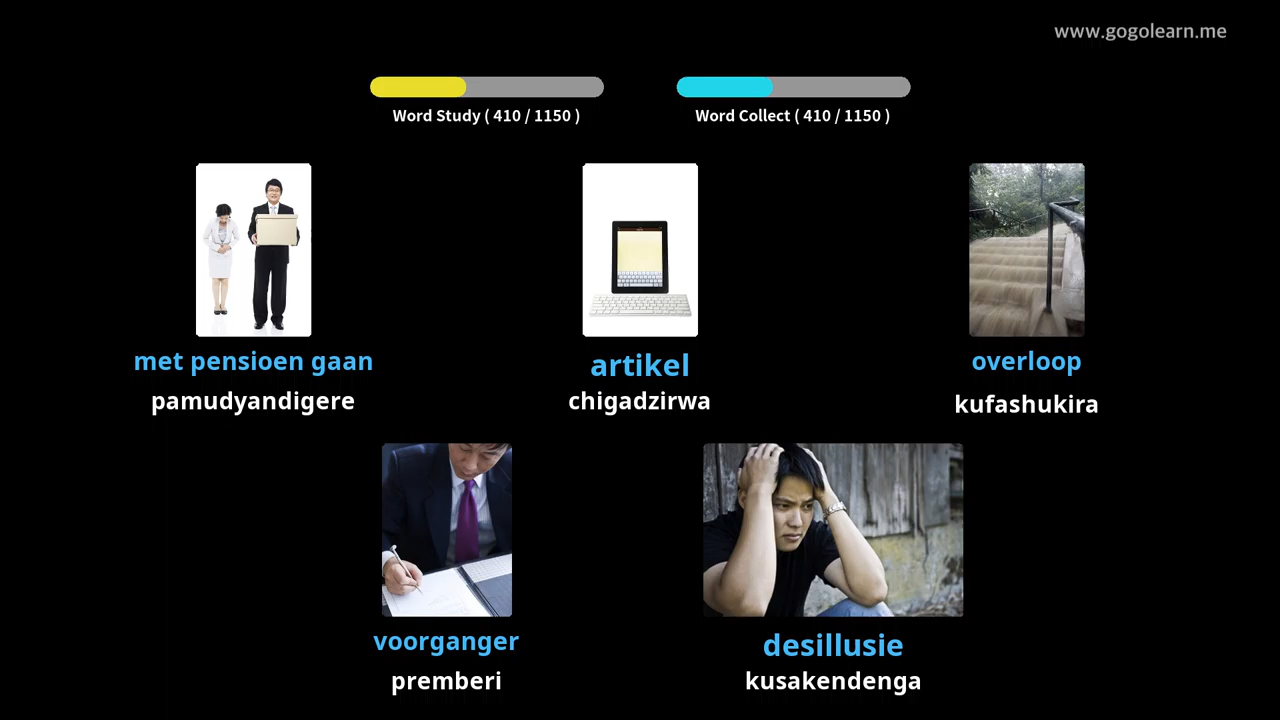 www.gogolearn.me
Word Study ( 410 / 1150 )
Word Collect ( 410 / 1150 )
met pensioen gaan
artikel
overloop
pamudyandigere
chigadzirwa
kufashukira
voorganger
desillusie
premberi
kusakendenga